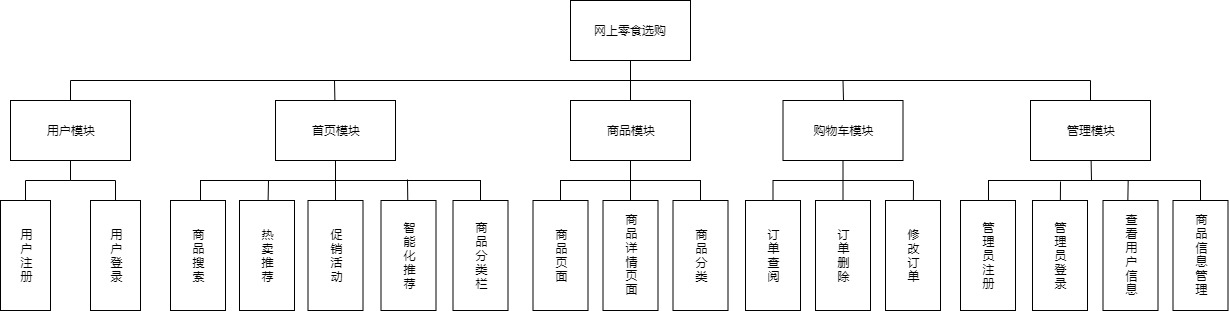 网上零食选购
用户模块
首页模块
商品模块
购物车模块
管理模块
用户注册
用户登录
商品搜索
热卖推荐
促销活动
智能化推荐
商品分类栏
商品页面
商品详情页面
商品分类
订单查阅
订单删除
修改订单
管理员注册
管理员登录
查看用户信息
商品信息管理